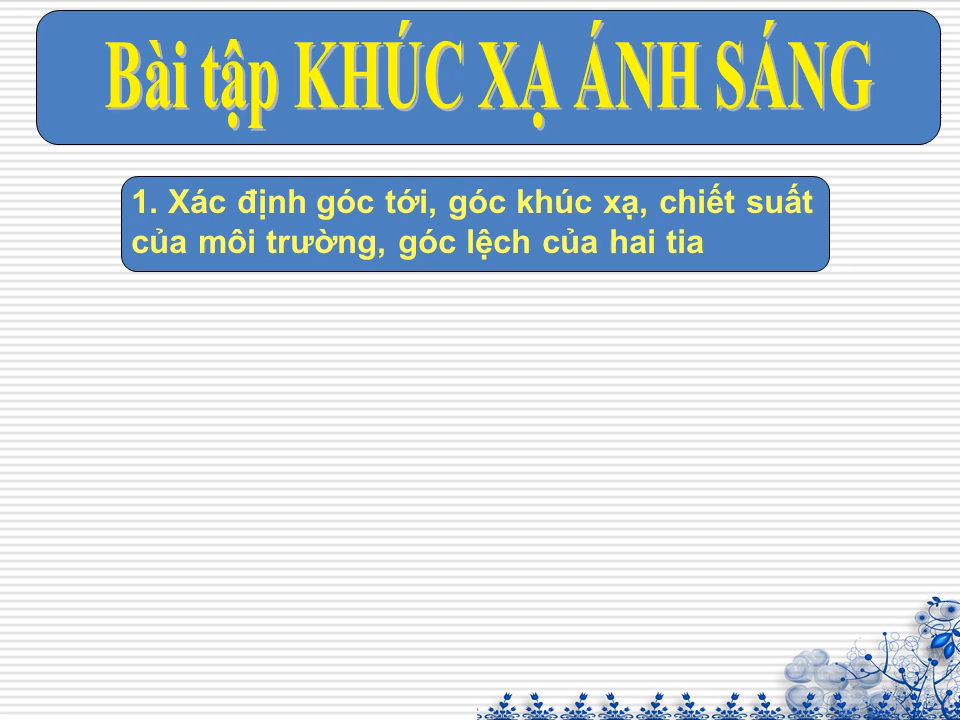 Bài tập KHÚC XẠ ÁNH SÁNG
1. Xác định góc tới, góc khúc xạ, chiết suất
của môi trường, góc lệch của hai tia